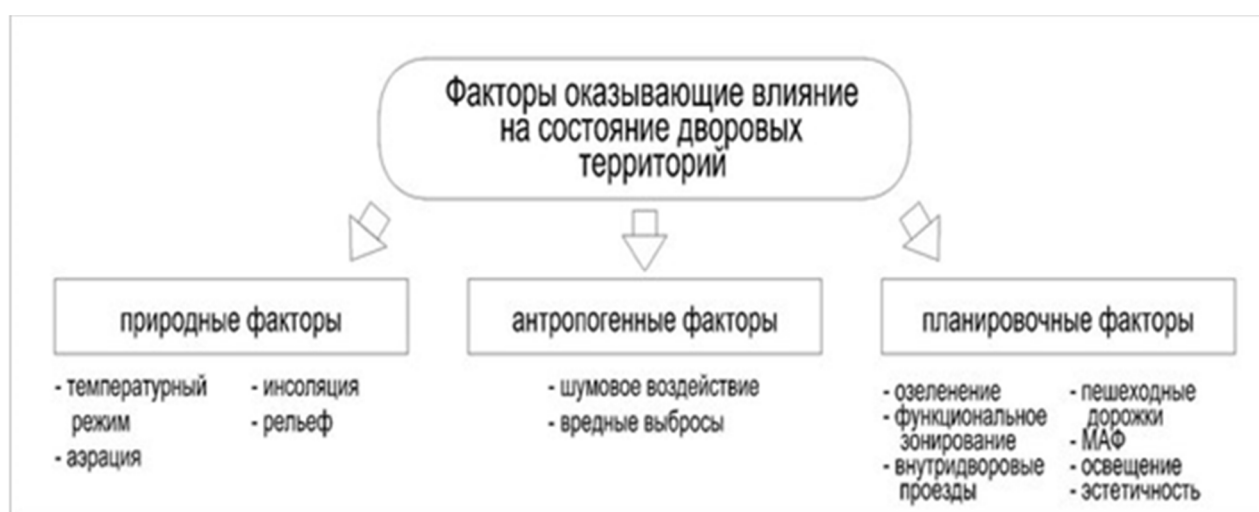 Факторы оказывающие влияние
на состояние дворовых
территорий
природные факторы
- температурный
режим
- аэрация
- инсоляция
- рельеф
антропогенные факторы
- шумовое воздействие
- вредные выбросы
планировочные факторы
- озеленение
- функциональное
зонирование
- внутридворовые
проезды
- пешеходные
дорожки
- МАФ
- освещение
- эстетичность